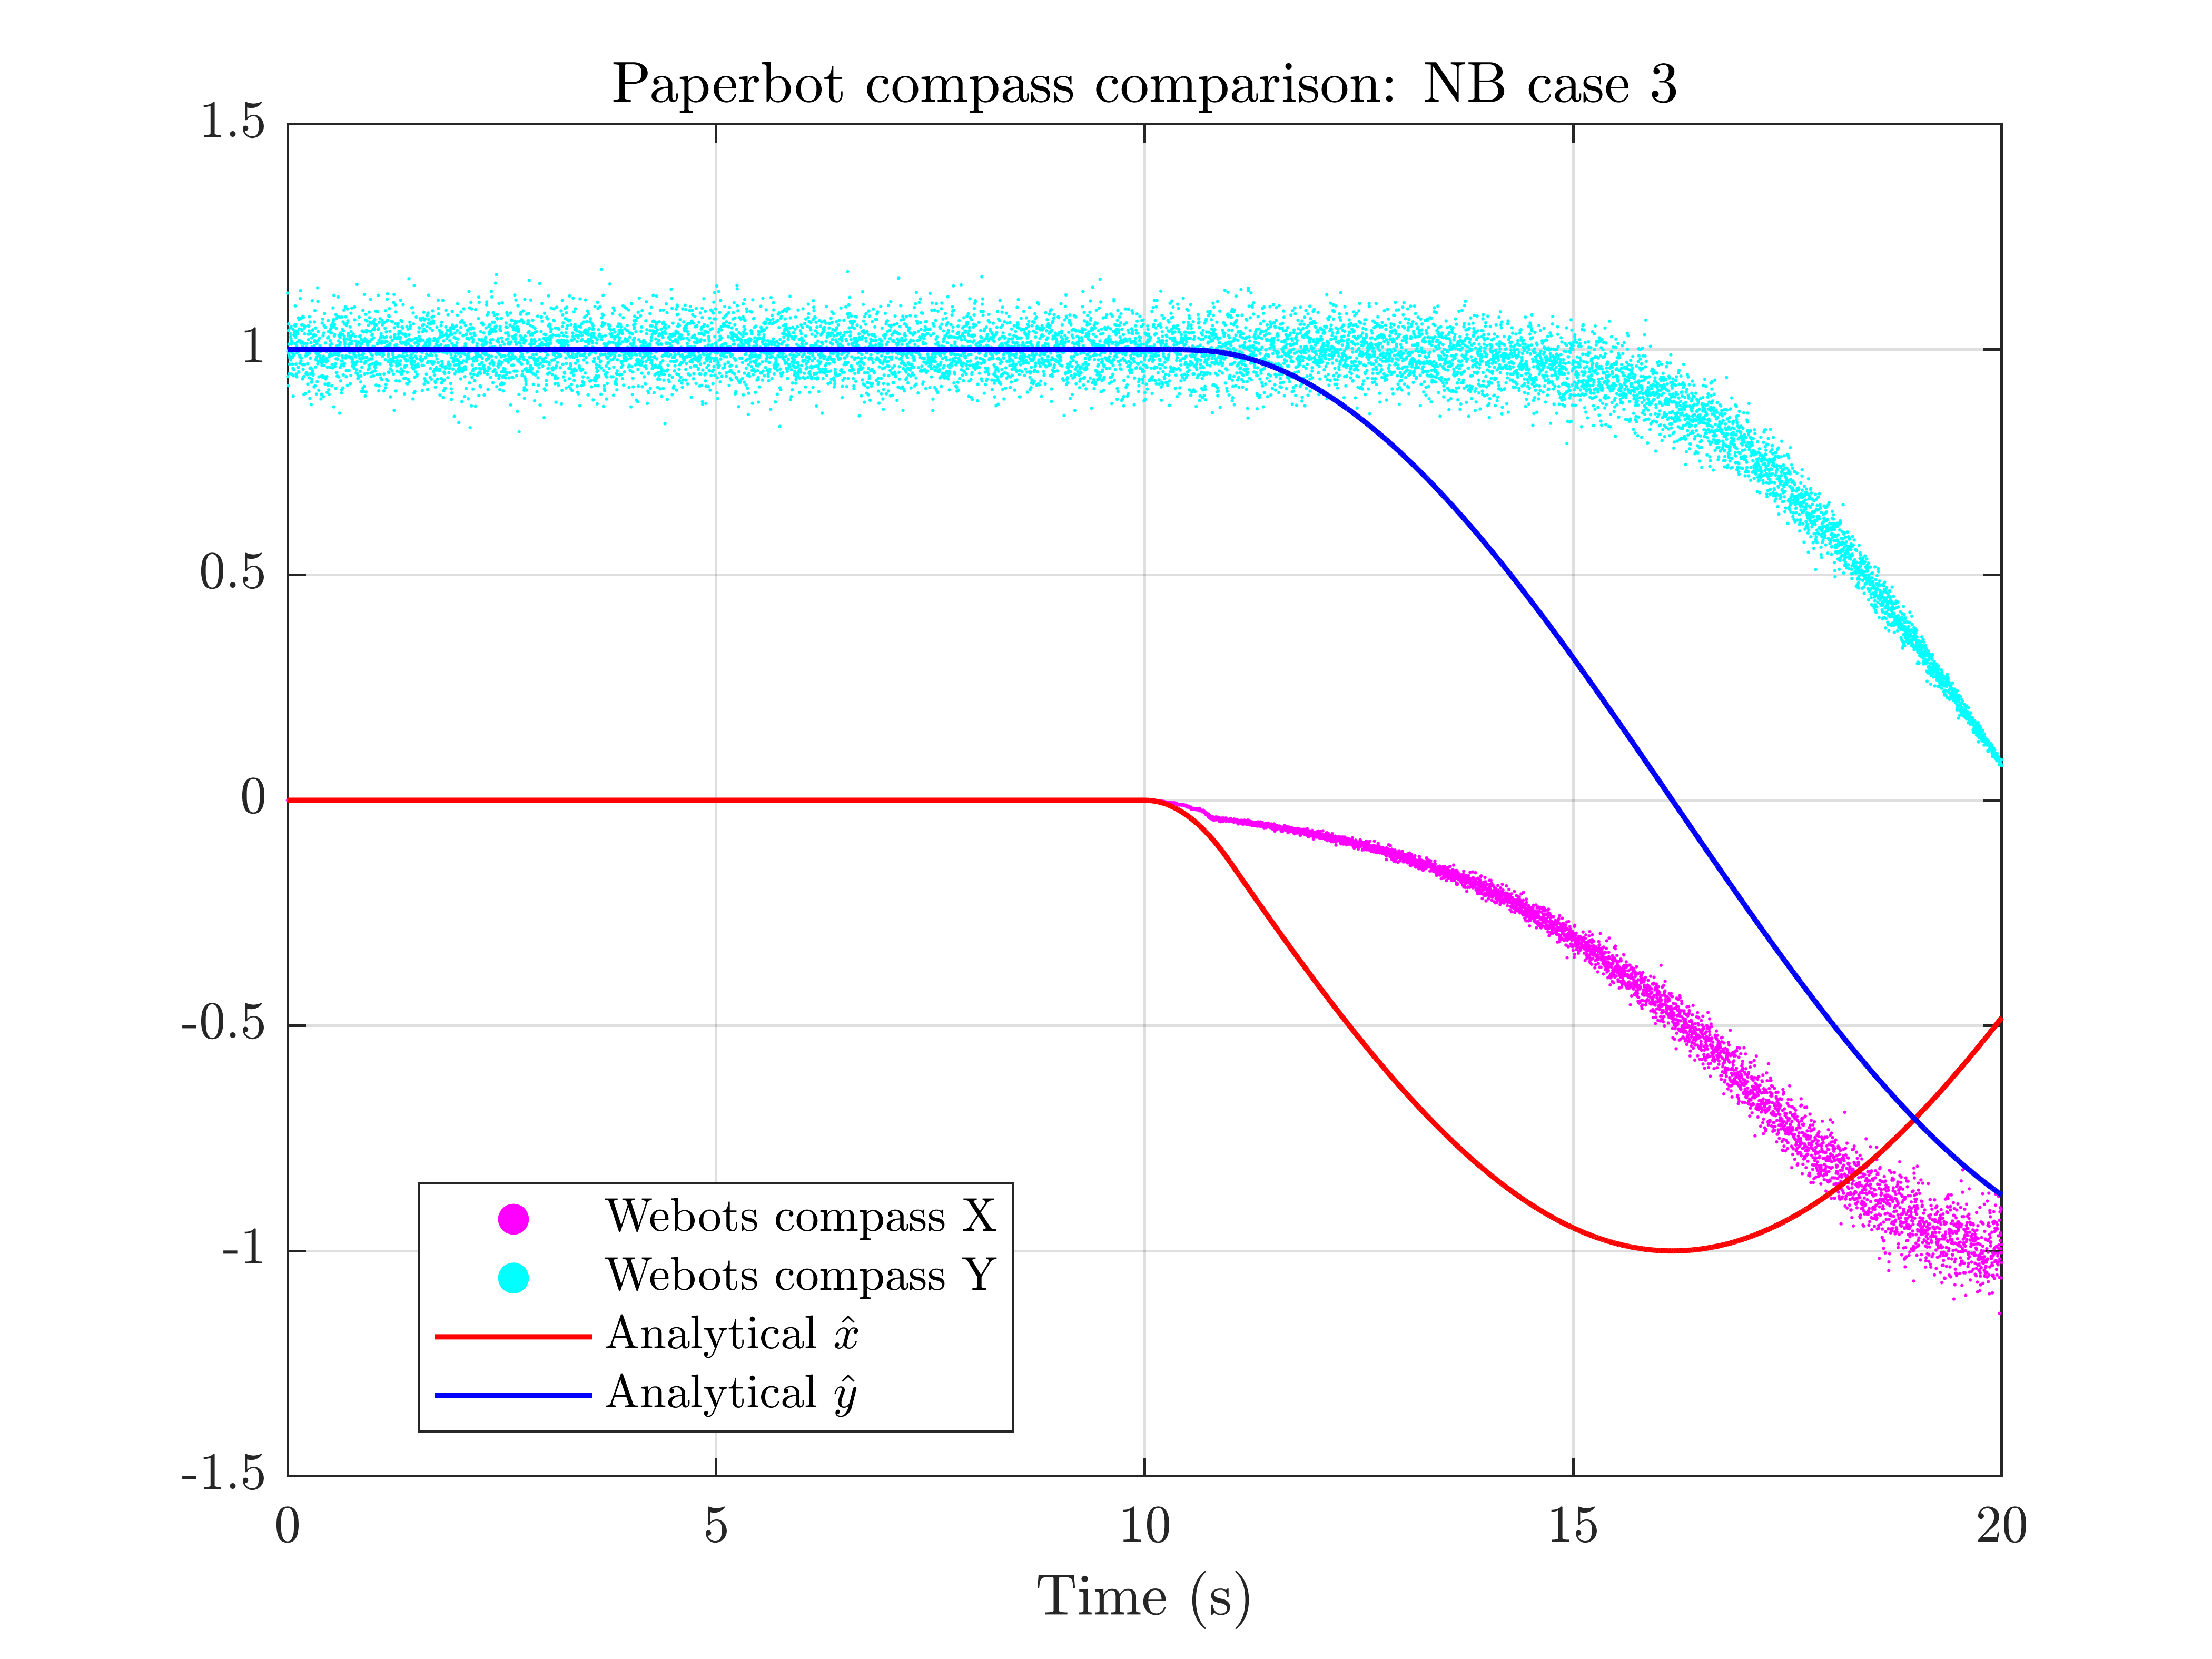 Paperbot compass comparison: NB case 3
1.5
1
0.5
0
-0.5
-1
-1.5
Webots compass X
Webots compass Y
Analytical x̂
Analytical ŷ
0 5 10 15 20
Time (s)